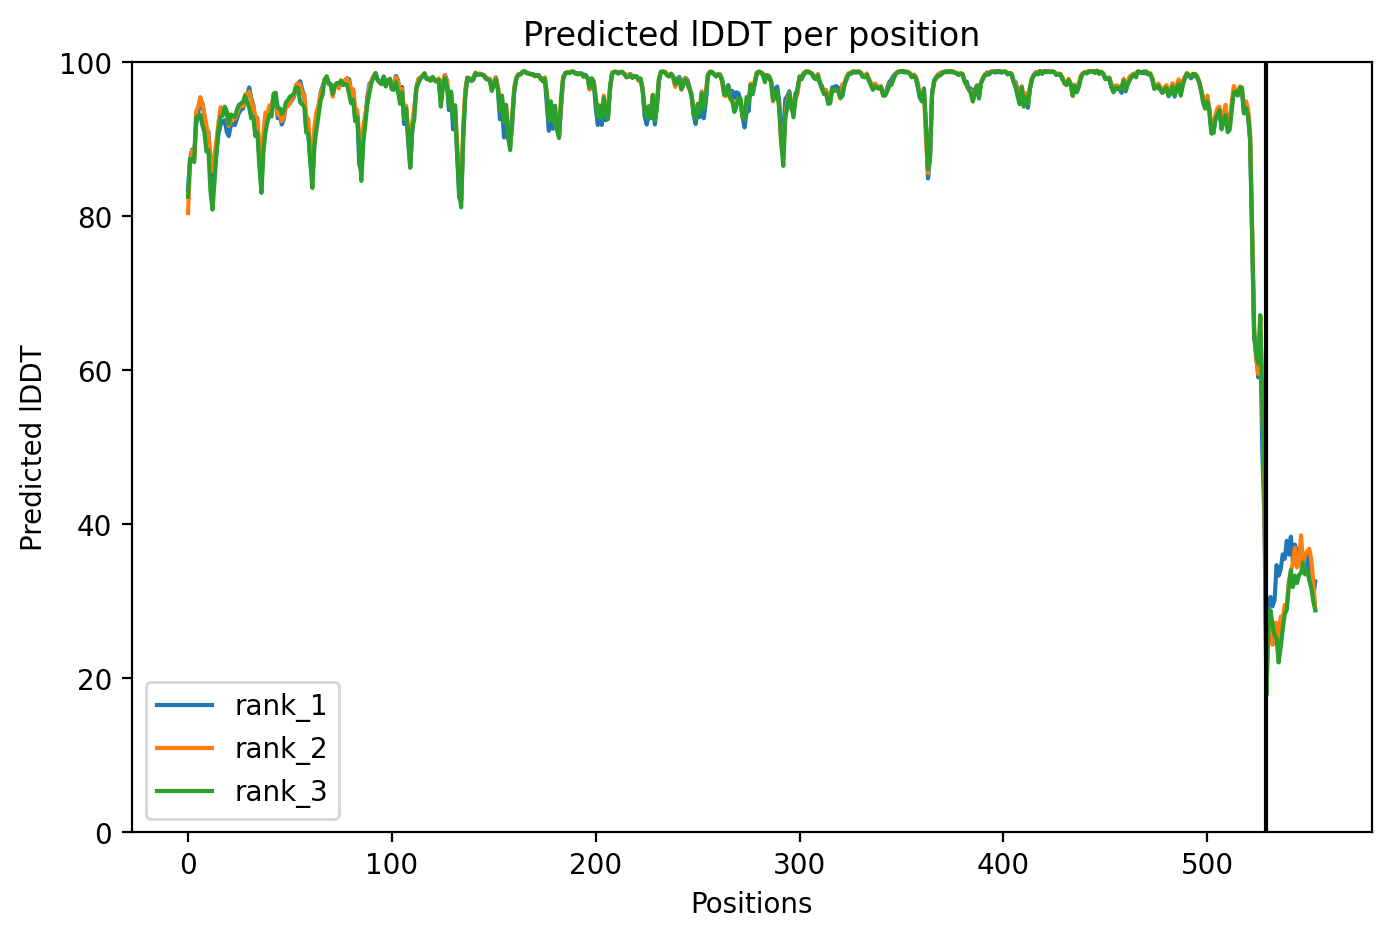 Predicted lDDT per position
Predicted lDDT
100
80
60
40
20
0
rank_1
rank_2
rank_3
0 100 200 300 400 500
Positions